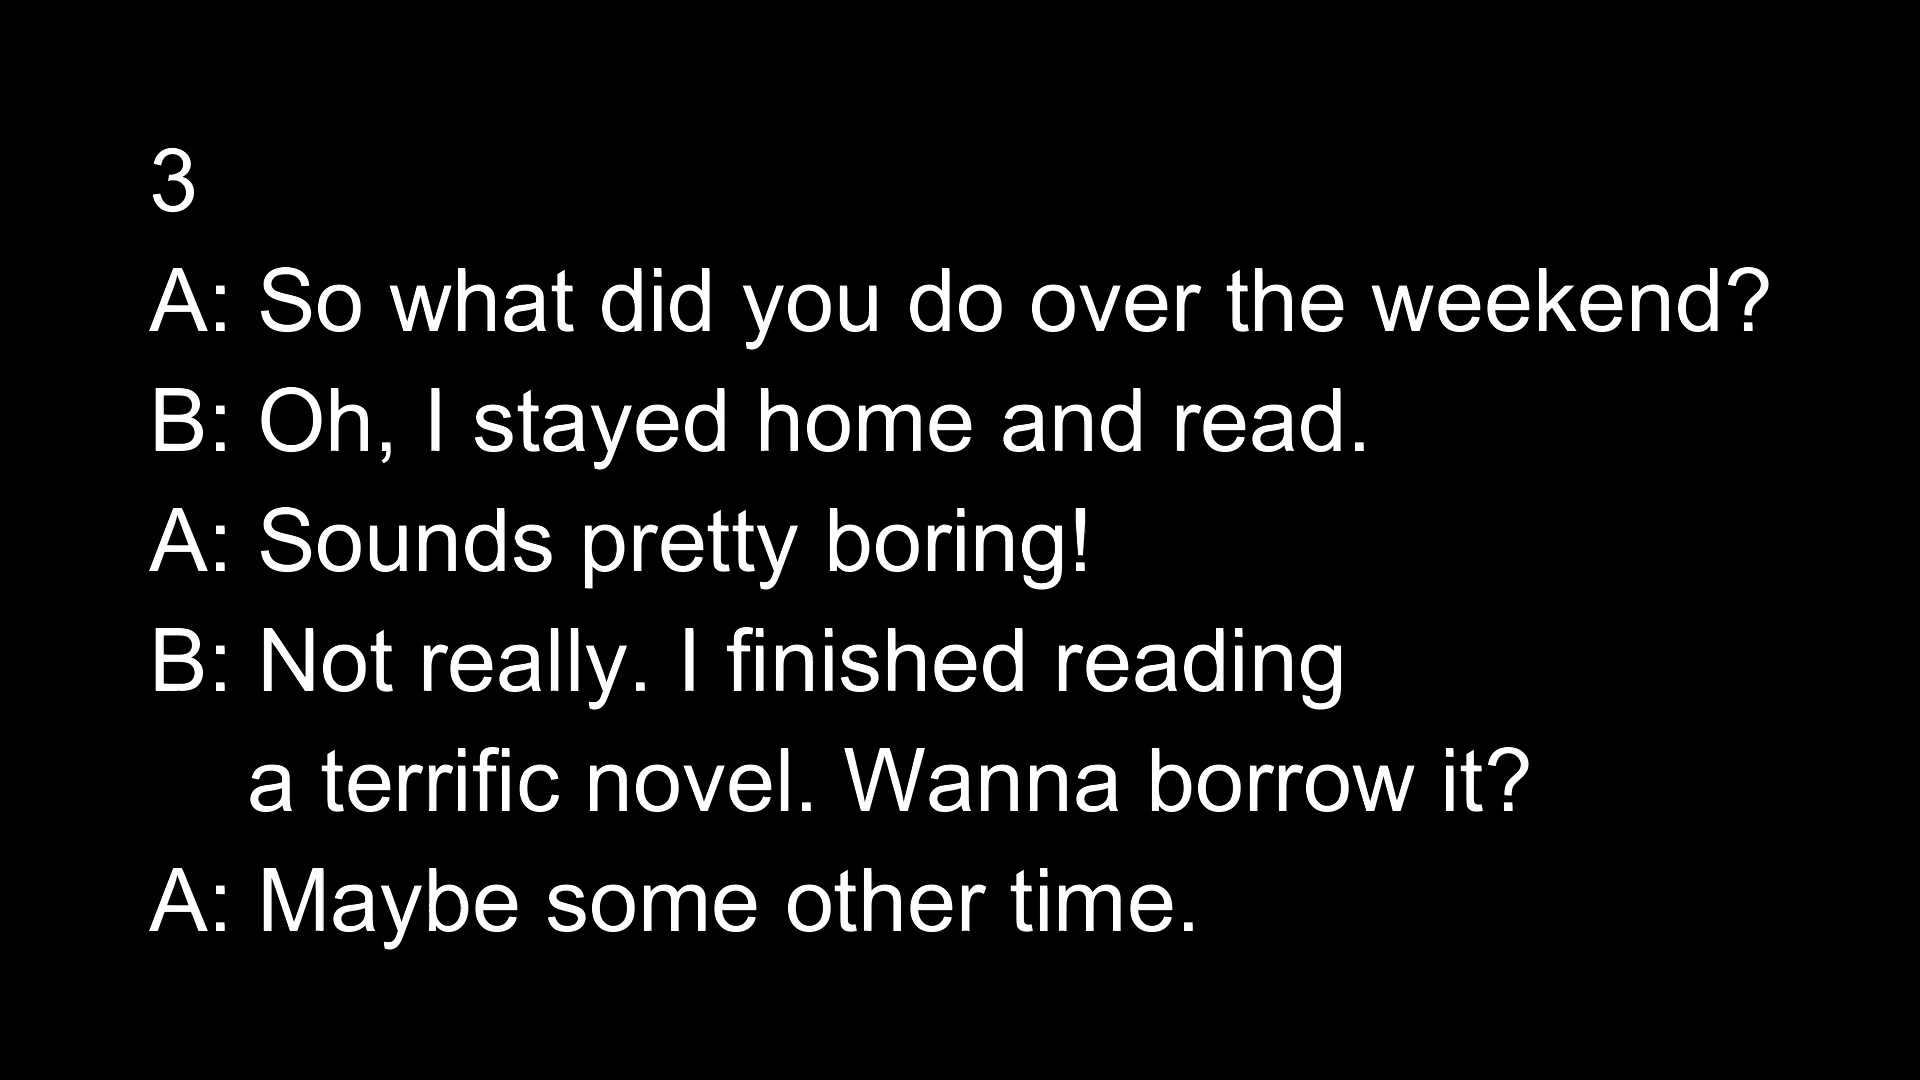 3
A: So what did you do over the weekend?
B: Oh, I stayed home and read.
A: Sounds pretty boring!
B: Not really. I finished reading
a terrific novel. Wanna borrow it?
A: Maybe some other time.